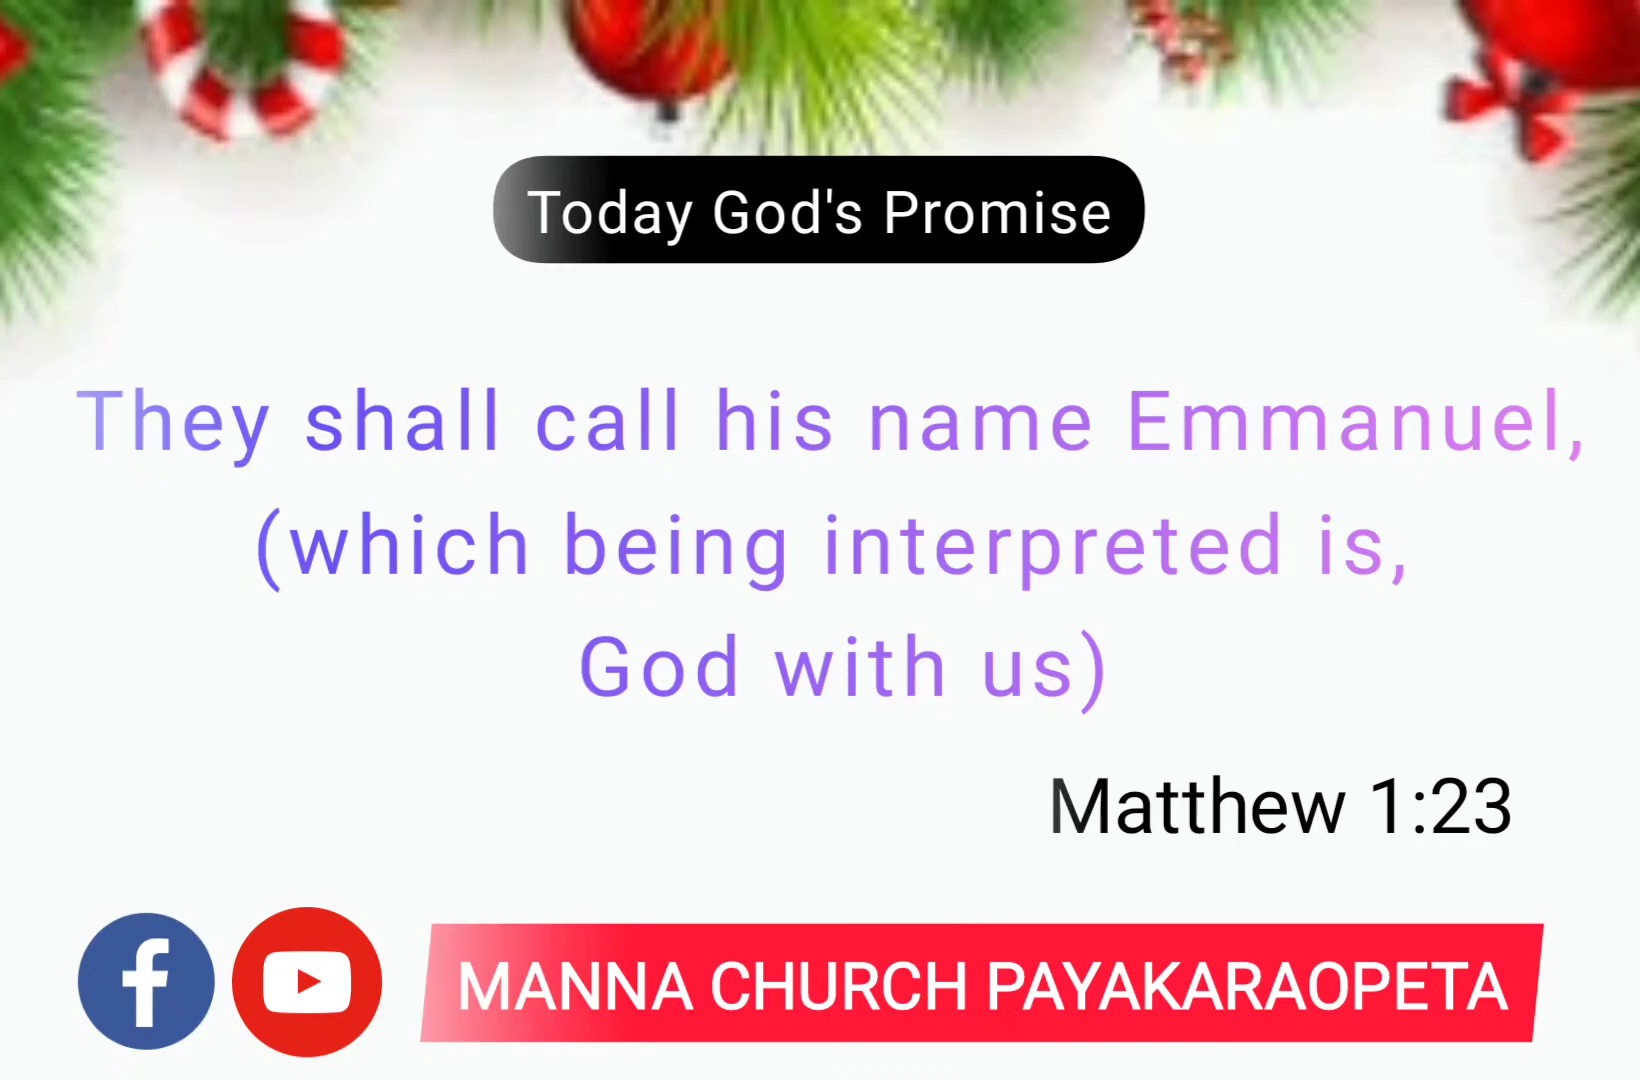 Today God's Promise
They shall call his name Emmanuel,
(which being interpreted is,
God with us)
Matthew 1:23
MANNA CHURCH PAYAKARAOPETA